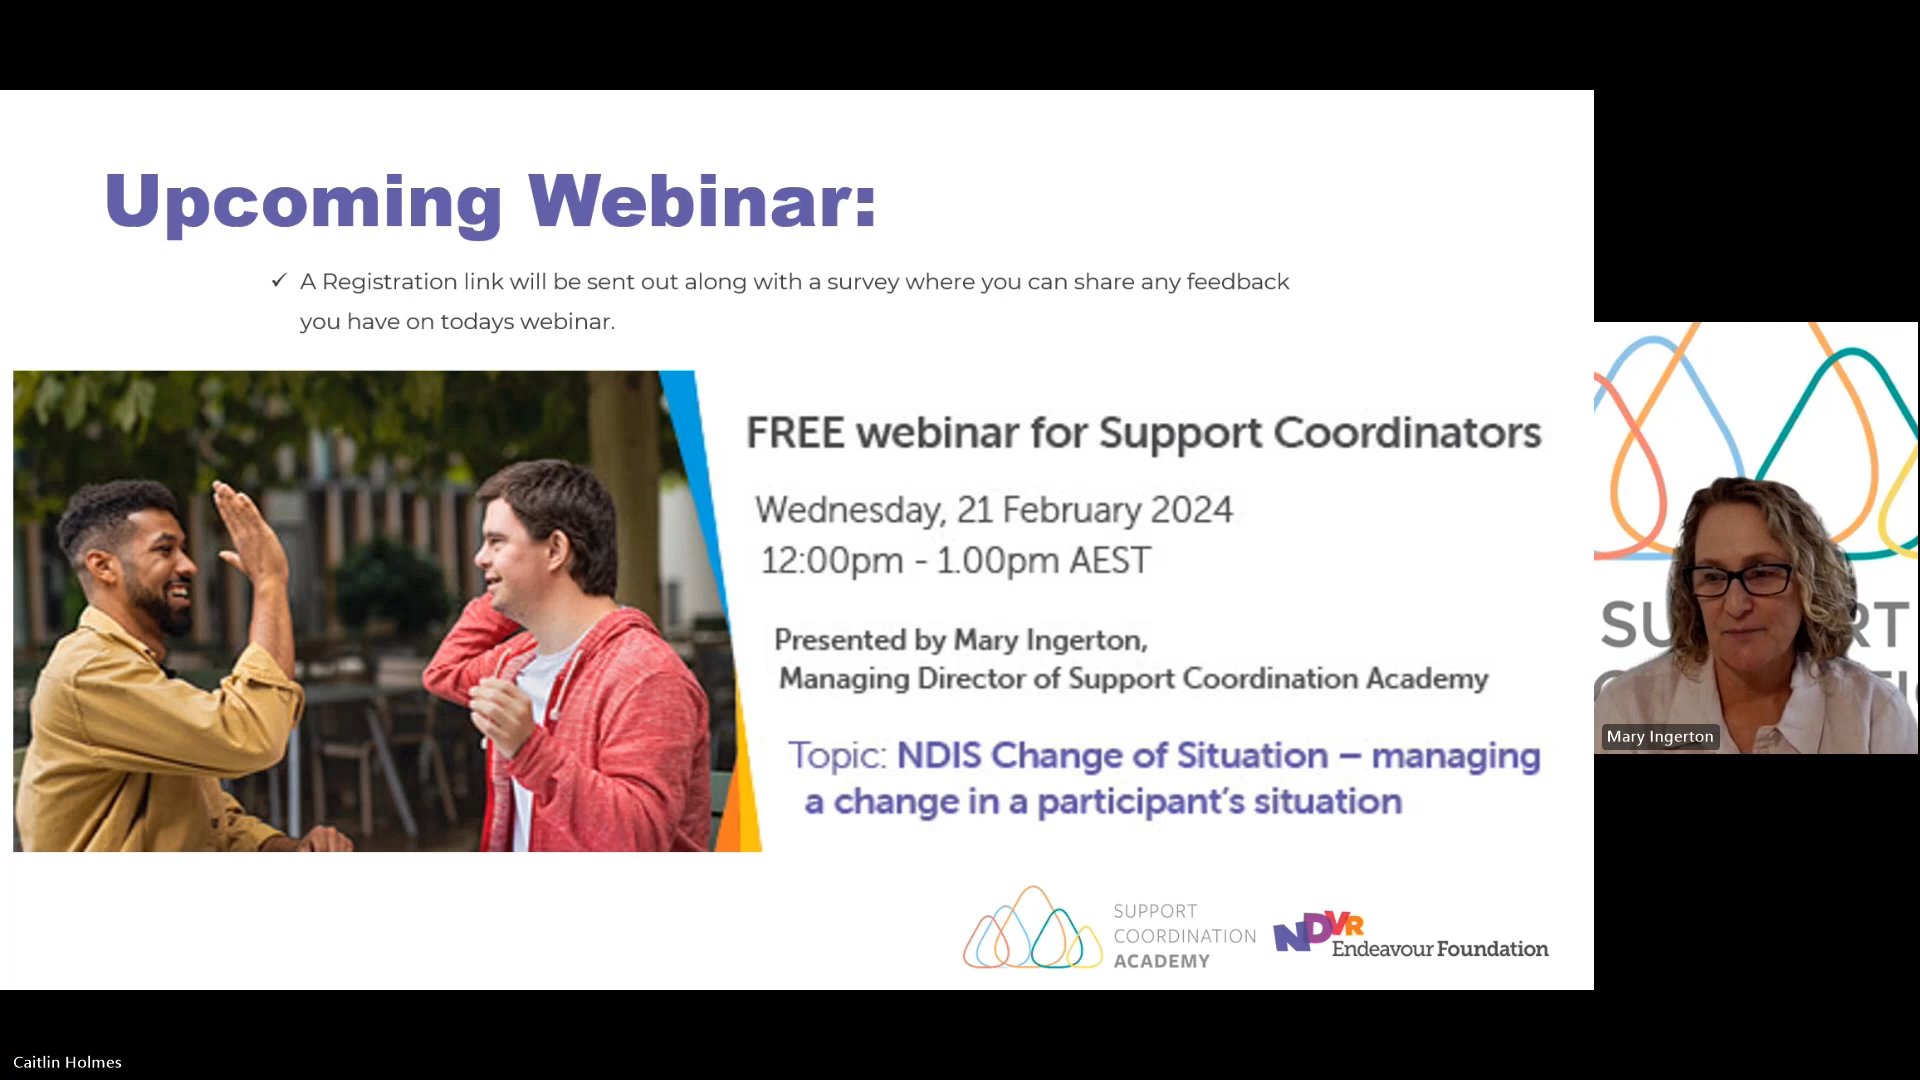 Upcoming Webinar:
✓ A Registration link will be sent out along with a survey where you can share any feedback
you have on todays webinar.
FREE webinar for Support Coordinators
Wednesday, 21 February 2024
12:00pm - 1.00pm AEST
Presented by Mary Ingerton,
Managing Director of Support Coordination Academy
Topic: NDIS Change of Situation – managing
a change in a participant's situation
SUPPORT
COORDINATION
ACADEMY
NDVR
Endeavour Foundation
SU RT
Mary Ingerton
Caitlin Holmes